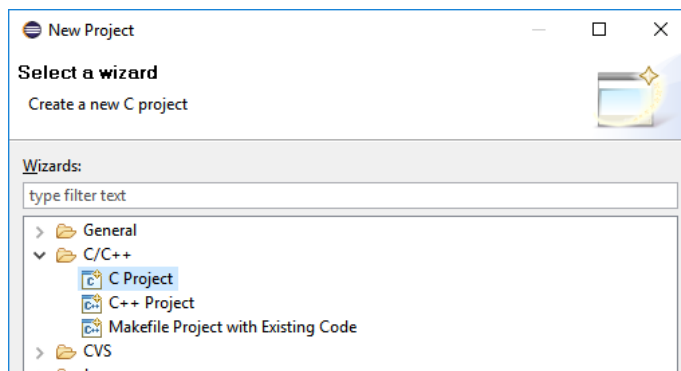 New Project
Select a wizard
Create a new C project
Wizards:
type filter text
General
C/C++
C Project
C++ Project
Makefile Project with Existing Code
CVS